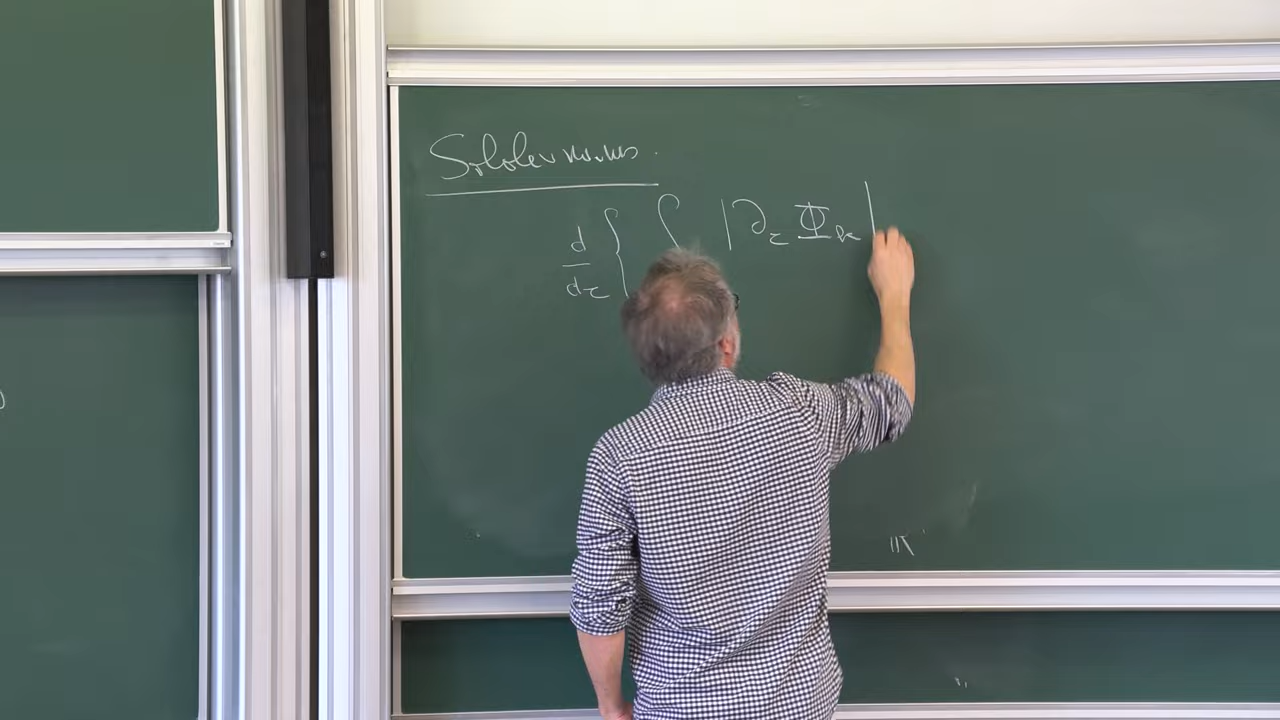 Sobolev norms.
d/dτ { ∫ |∂_τ Φ_k|